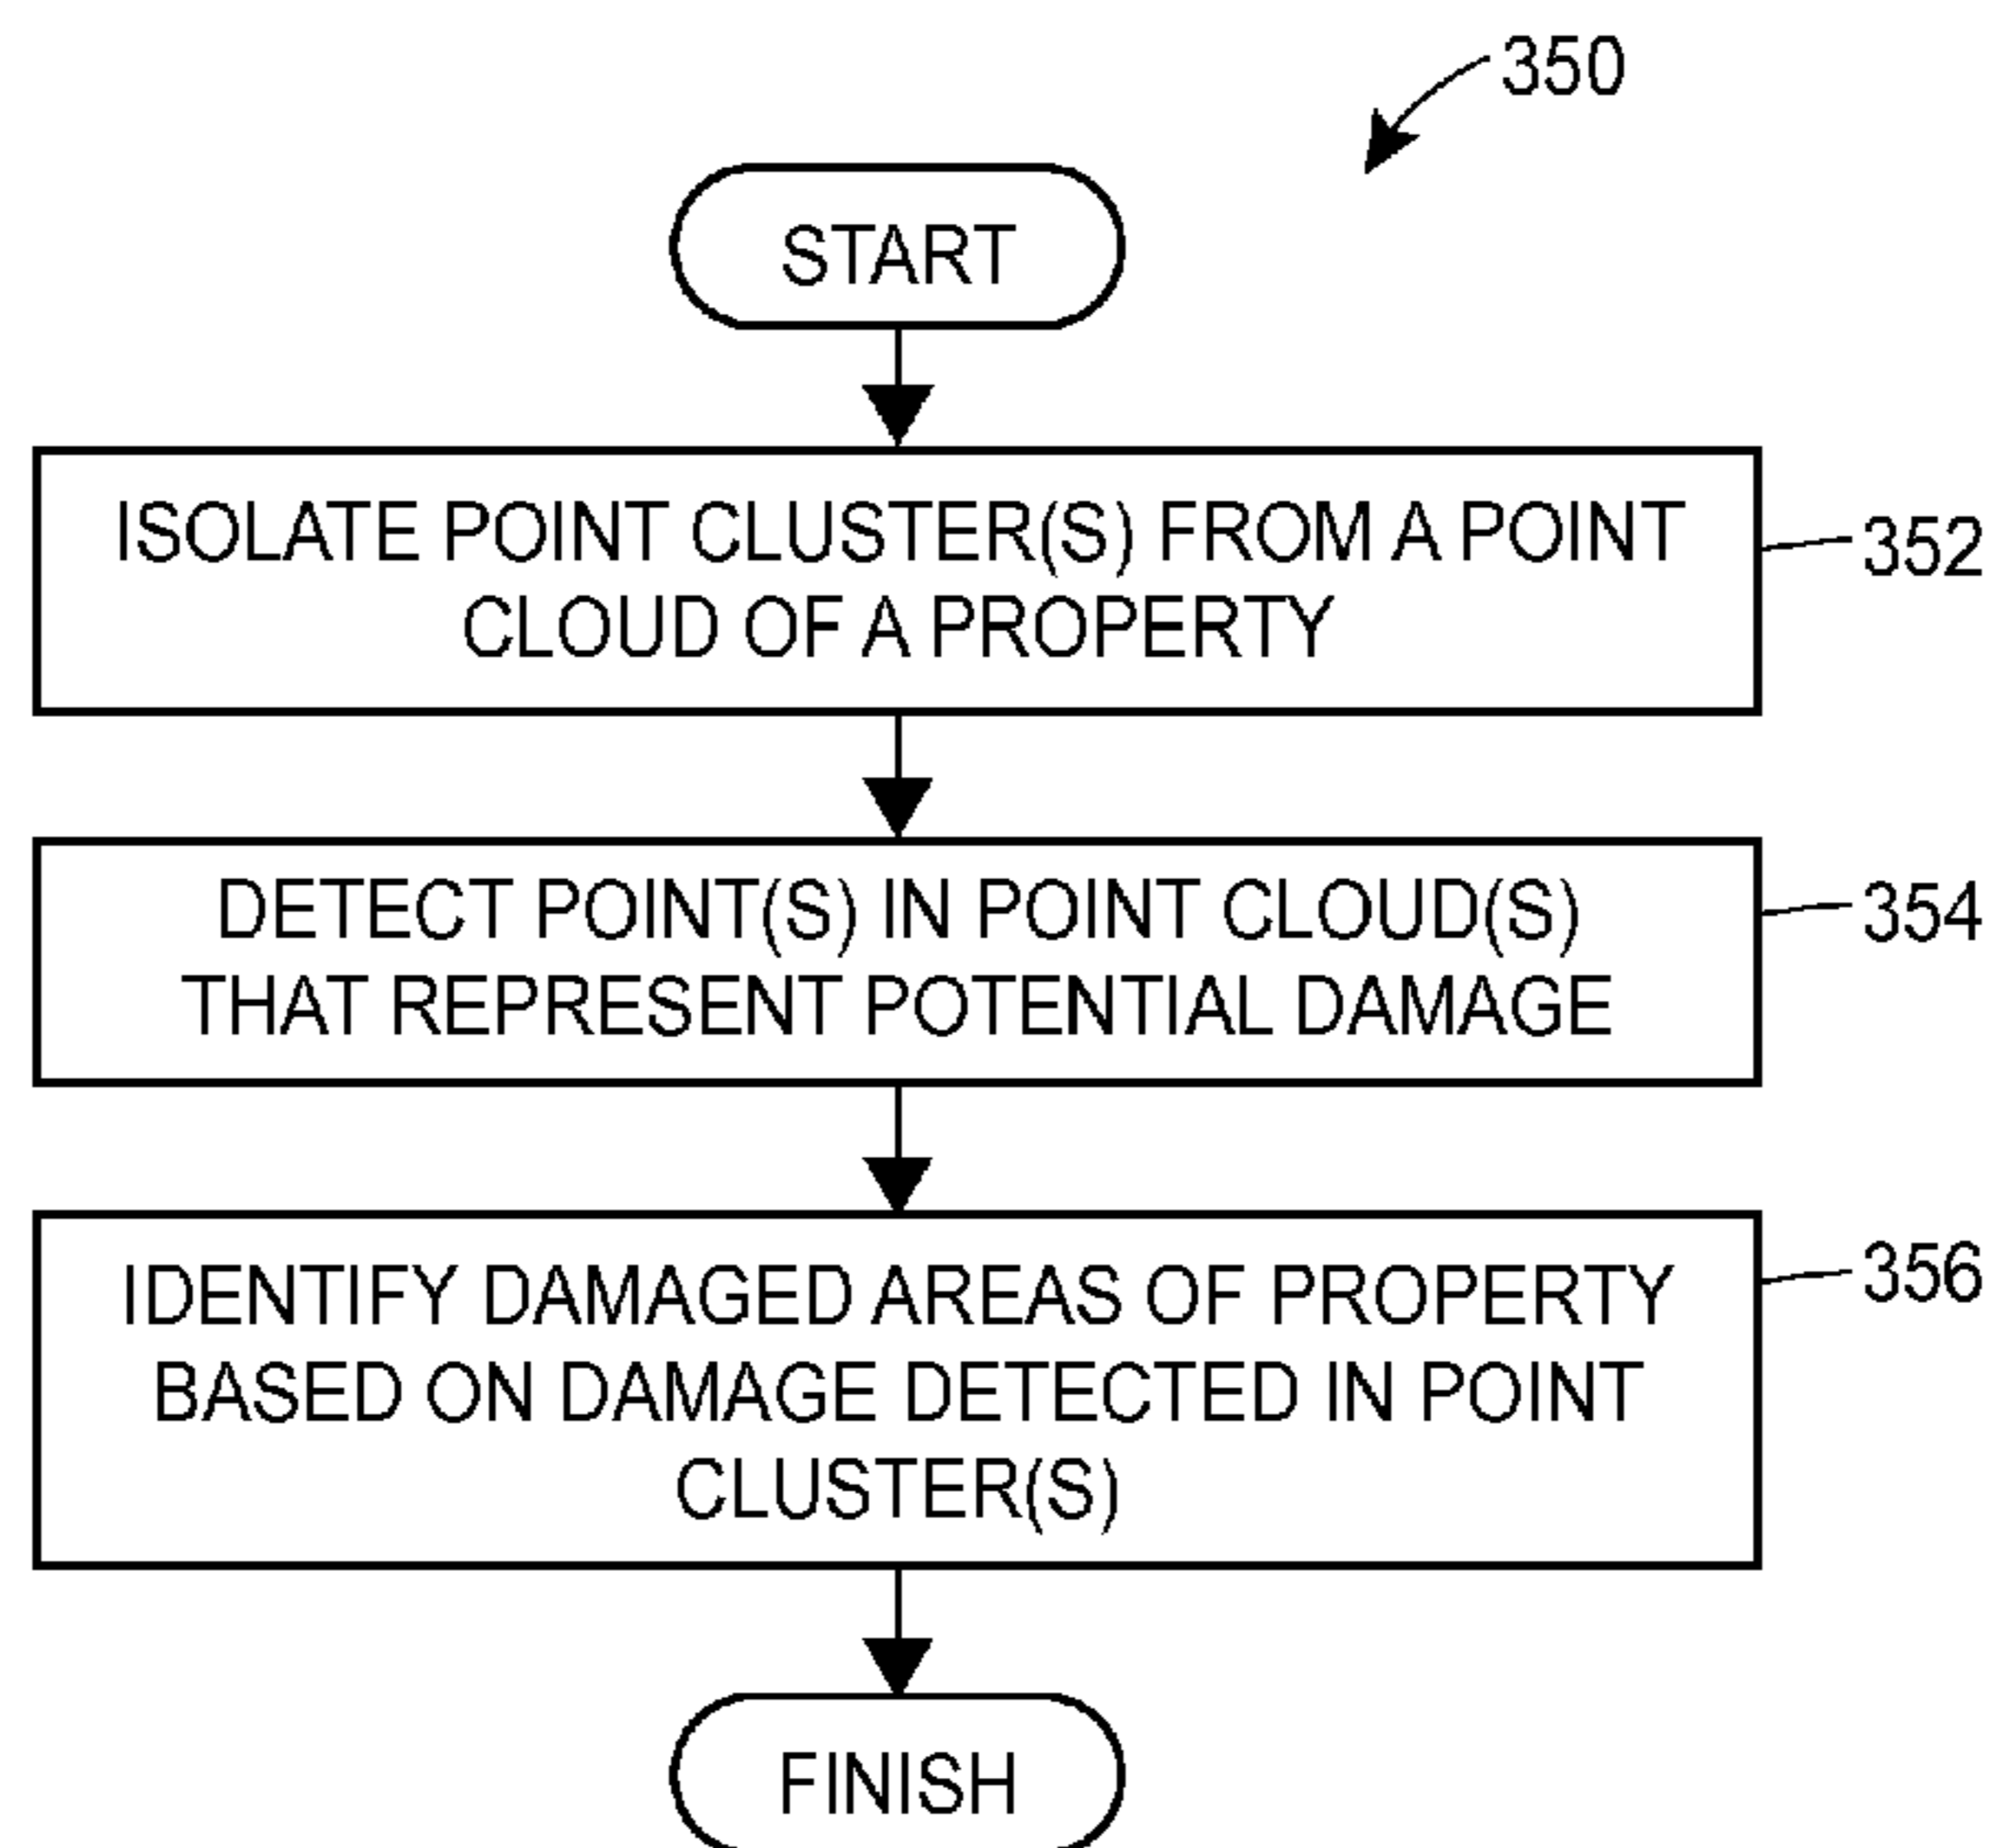 350
START
ISOLATE POINT CLUSTER(S) FROM A POINT
CLOUD OF A PROPERTY
352
DETECT POINT(S) IN POINT CLOUD(S)
THAT REPRESENT POTENTIAL DAMAGE
354
IDENTIFY DAMAGED AREAS OF PROPERTY
BASED ON DAMAGE DETECTED IN POINT
CLUSTER(S)
356
FINISH